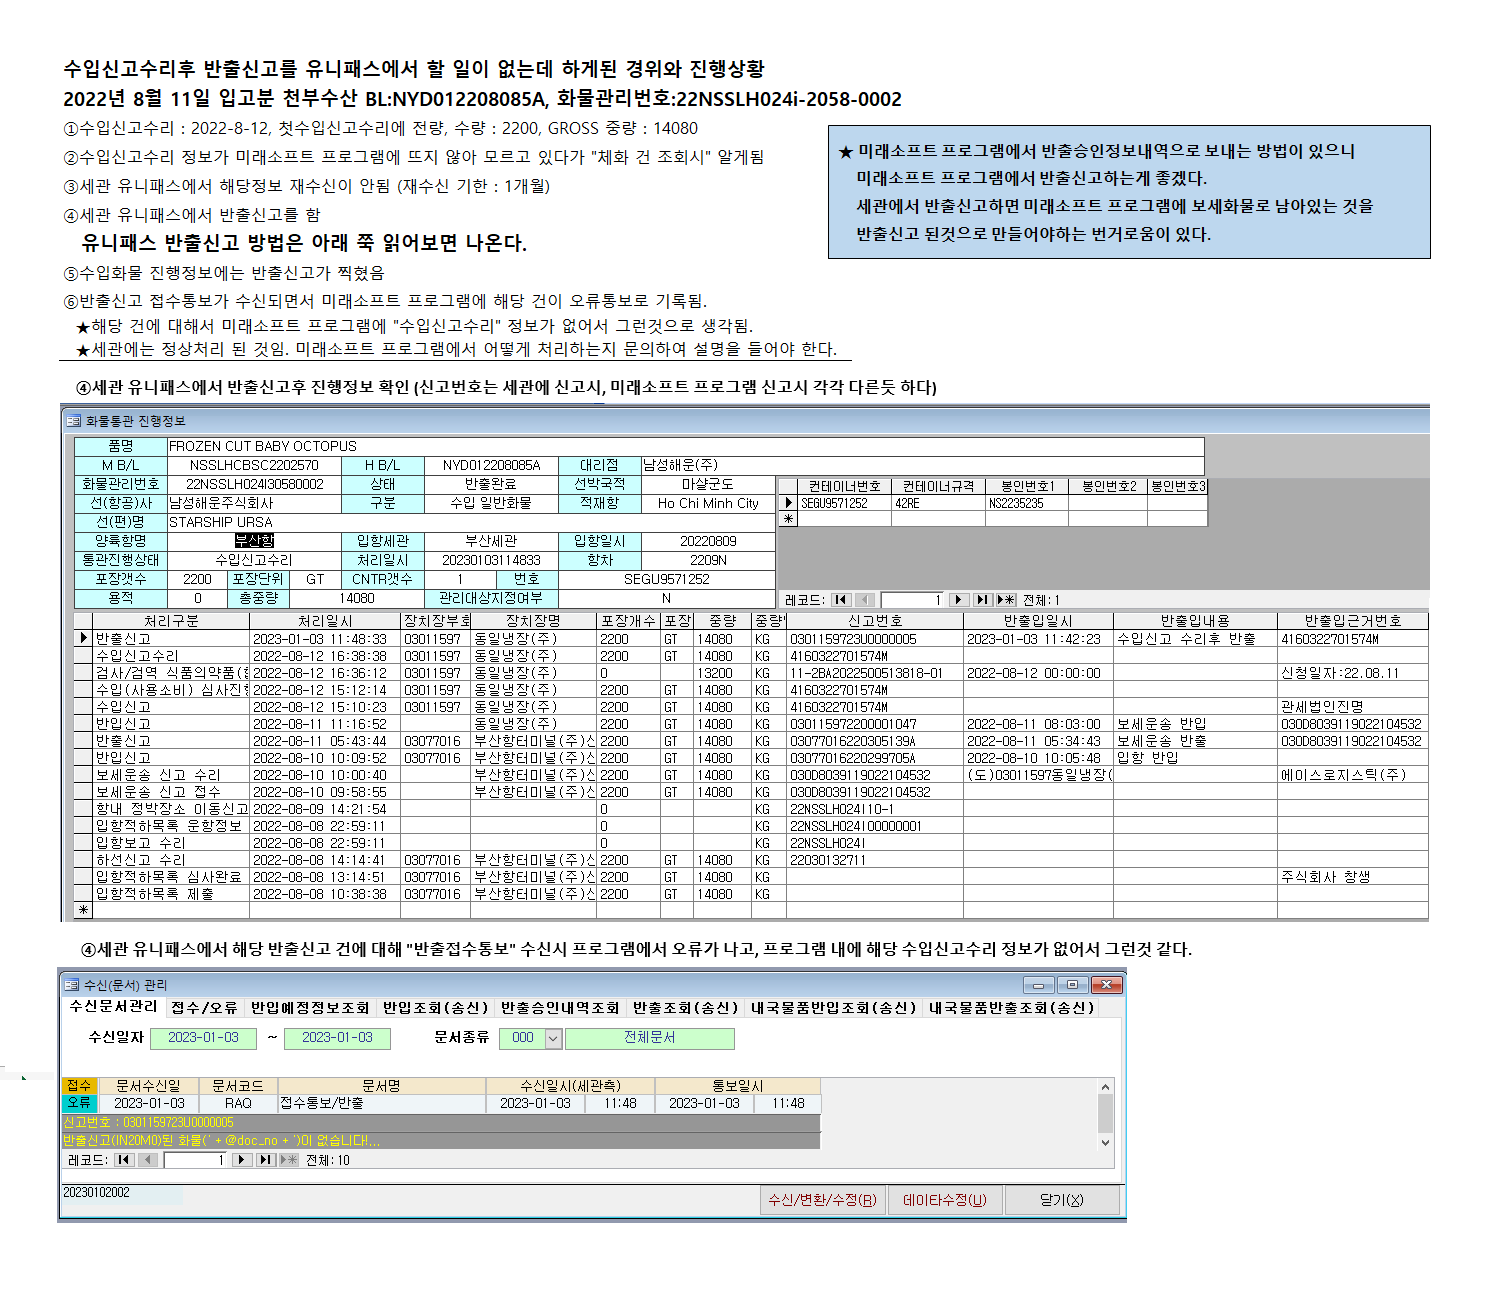 수입신고수리후 반출신고를 유니패스에서 할 일이 없는데 하게된 경위와 진행상황
2022년 8월 11일 입고분 천부수산 BL:NYD012208085A, 화물관리번호:22NSSLH024i-2058-0002
①수입신고수리 : 2022-8-12, 첫수입신고수리에 전량, 수량 : 2200, GROSS 중량 : 14080
②수입신고수리 정보가 미래소프트 프로그램에 뜨지 않아 모르고 있다가 "체화 건 조회시" 알게됨
③세관 유니패스에서 해당정보 재수신이 안됨 (재수신 기한 : 1개월)
④세관 유니패스에서 반출신고를 함
유니패스 반출신고 방법은 아래 쭉 읽어보면 나온다.
⑤수입화물 진행정보에는 반출신고가 찍혔음
⑥반출신고 접수통보가 수신되면서 미래소프트 프로그램에 해당 건이 오류통보로 기록됨.
★해당 건에 대해서 미래소프트 프로그램에 "수입신고수리" 정보가 없어서 그런것으로 생각됨.
★세관에는 정상처리 된 것임. 미래소프트 프로그램에서 어떻게 처리하는지 문의하여 설명을 들어야 한다.
★ 미래소프트 프로그램에서 반출승인정보내역으로 보내는 방법이 있으니
미래소프트 프로그램에서 반출신고하는게 좋겠다.
세관에서 반출신고하면 미래소프트 프로그램에 보세화물로 남아있는 것을
반출신고 된것으로 만들어야하는 번거로움이 있다.
④세관 유니패스에서 반출신고후 진행정보 확인 (신고번호는 세관에 신고시, 미래소프트 프로그램 신고시 각각 다른듯 하다)
화물통관 진행정보
품명 FROZEN CUT BABY OCTOPUS
M B/L NSSLHCBSC2202570 H B/L NYD012208085A 대리점 남성해운(주)
화물관리번호 22NSSLH024I30580002 상태 반출완료 선박국적 마샬군도
선(항공)사 남성해운주식회사 구분 수입 일반화물 적재항 Ho Chi Minh City
선(편)명 STARSHIP URSA
양륙항명 부산항 입항세관 부산세관 입항일시 20220809
통관진행상태 수입신고수리 처리일시 20230103114833 항차 2209N
포장갯수 2200 포장단위 GT CNTR갯수 1 번호 SEGU9571252
용적 0 총중량 14080 관리대상지정여부 N
컨테이너번호 컨테이너규격 봉인번호1 봉인번호2 봉인번호3
SEGU9571252 42RE NS2235235
레코드: 1 전체: 1
처리구분 처리일시 장치장부호 장치장명 포장개수 포장 중량 중량 신고번호 반출입일시 반출입내용 반출입근거번호
반출신고 2023-01-03 11:48:33 03011597 동일냉장(주) 2200 GT 14080 KG 0301159723U0000005 2023-01-03 11:42:23 수입신고 수리후 반출 4160322701574M
수입신고수리 2022-08-12 16:38:38 03011597 동일냉장(주) 2200 GT 14080 KG 4160322701574M
검사/검역 식품의약품( 2022-08-12 16:36:12 03011597 동일냉장(주) 0 13200 KG 11-2BA2022500513818-01 2022-08-12 00:00:00 신청일자:22.08.11
수입(사용소비) 심사진행 2022-08-12 15:12:14 03011597 동일냉장(주) 2200 GT 14080 KG 4160322701574M
수입신고 2022-08-12 15:10:23 03011597 동일냉장(주) 2200 GT 14080 KG 4160322701574M 관세법인진명
반입신고 2022-08-11 11:16:52 동일냉장(주) 2200 GT 14080 KG 030115972200001047 2022-08-11 08:03:00 보세운송 반입 030D8039119022104532
반출신고 2022-08-11 05:43:44 03077016 부산항터미널(주)신 2200 GT 14080 KG 03077016220305139A 2022-08-11 05:34:43 보세운송 반출 030D8039119022104532
반입신고 2022-08-10 10:09:52 03077016 부산항터미널(주)신 2200 GT 14080 KG 03077016220299705A 2022-08-10 10:05:48 입항 반입
보세운송 신고 수리 2022-08-10 10:00:40 부산항터미널(주)신 2200 GT 14080 KG 030D8039119022104532 (도)03011597동일냉장( 에이스로지스틱(주)
보세운송 신고 접수 2022-08-10 09:58:55 부산항터미널(주)신 2200 GT 14080 KG 030D8039119022104532
항내 정박장소 이동신고 2022-08-09 14:21:54 0 KG 22NSSLH024I10-1
입항적하목록 운항정보 2022-08-08 22:59:11 0 KG 22NSSLH024I00000001
입항보고 수리 2022-08-08 22:59:11 0 KG 22NSSLH024I
하선신고 수리 2022-08-08 14:14:41 03077016 부산항터미널(주)신 2200 GT 14080 KG 22030132711
입항적하목록 심사완료 2022-08-08 13:14:51 03077016 부산항터미널(주)신 2200 GT 14080 KG 주식회사 창생
입항적하목록 제출 2022-08-08 10:38:38 03077016 부산항터미널(주)신 2200 GT 14080 KG
④세관 유니패스에서 해당 반출신고 건에 대해 "반출접수통보" 수신시 프로그램에서 오류가 나고, 프로그램 내에 해당 수입신고수리 정보가 없어서 그런것 같다.
수신(문서) 관리
수신문서관리 접수/오류 반입예정정보조회 반입조회(송신) 반출승인내역조회 반출조회(송신) 내국물품반입조회(송신) 내국물품반출조회(송신)
수신일자 2023-01-03 ~ 2023-01-03 문서종류 000 전체문서
접수 문서수신일 문서코드 문서명 수신일시(세관측) 통보일시
오류 2023-01-03 RAQ 접수통보/반출 2023-01-03 11:48 2023-01-03 11:48
신고번호 : 0301159723U0000005
반출신고(IN20M0)된 화물(' + @doc_no + ')이 없습니다!...
레코드: 1 전체: 10
20230102002
수신/변환/수정(R) 데이타수정(U) 닫기(X)